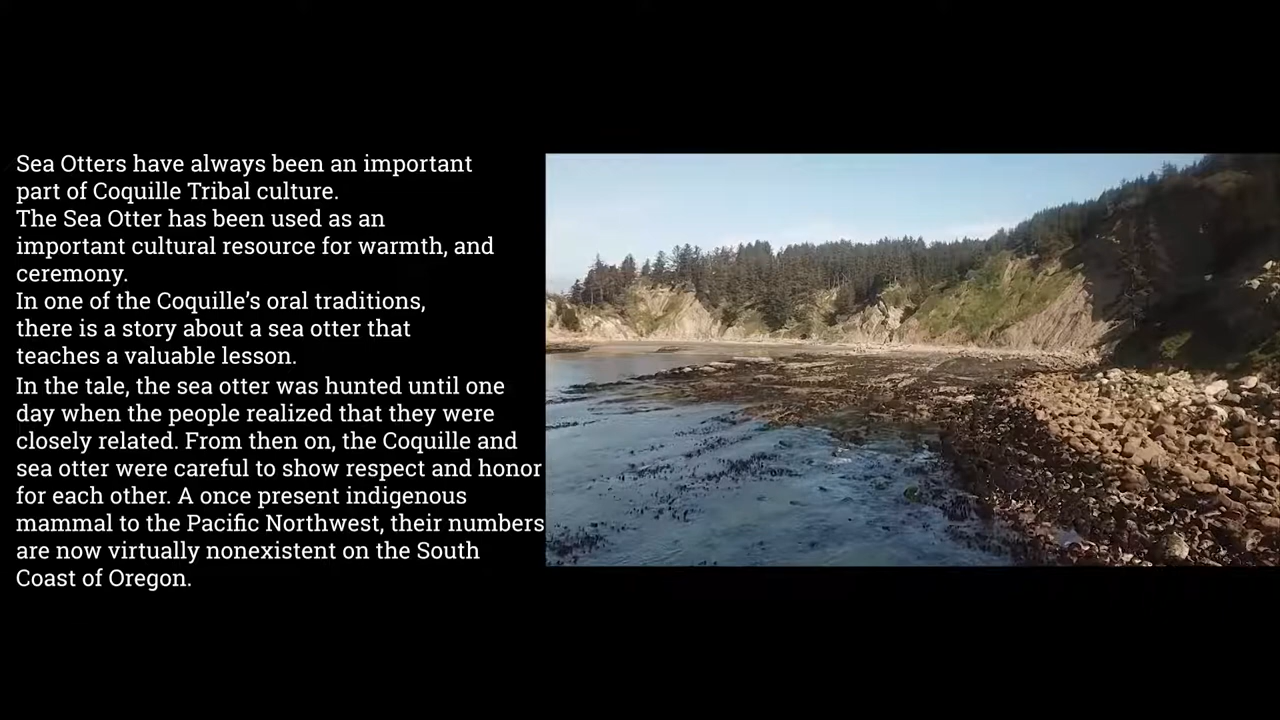 Sea Otters have always been an important
part of Coquille Tribal culture.
The Sea Otter has been used as an
important cultural resource for warmth, and
ceremony.
In one of the Coquille’s oral traditions,
there is a story about a sea otter that
teaches a valuable lesson.
In the tale, the sea otter was hunted until one
day when the people realized that they were
closely related. From then on, the Coquille and
sea otter were careful to show respect and honor
for each other. A once present indigenous
mammal to the Pacific Northwest, their numbers
are now virtually nonexistent on the South
Coast of Oregon.